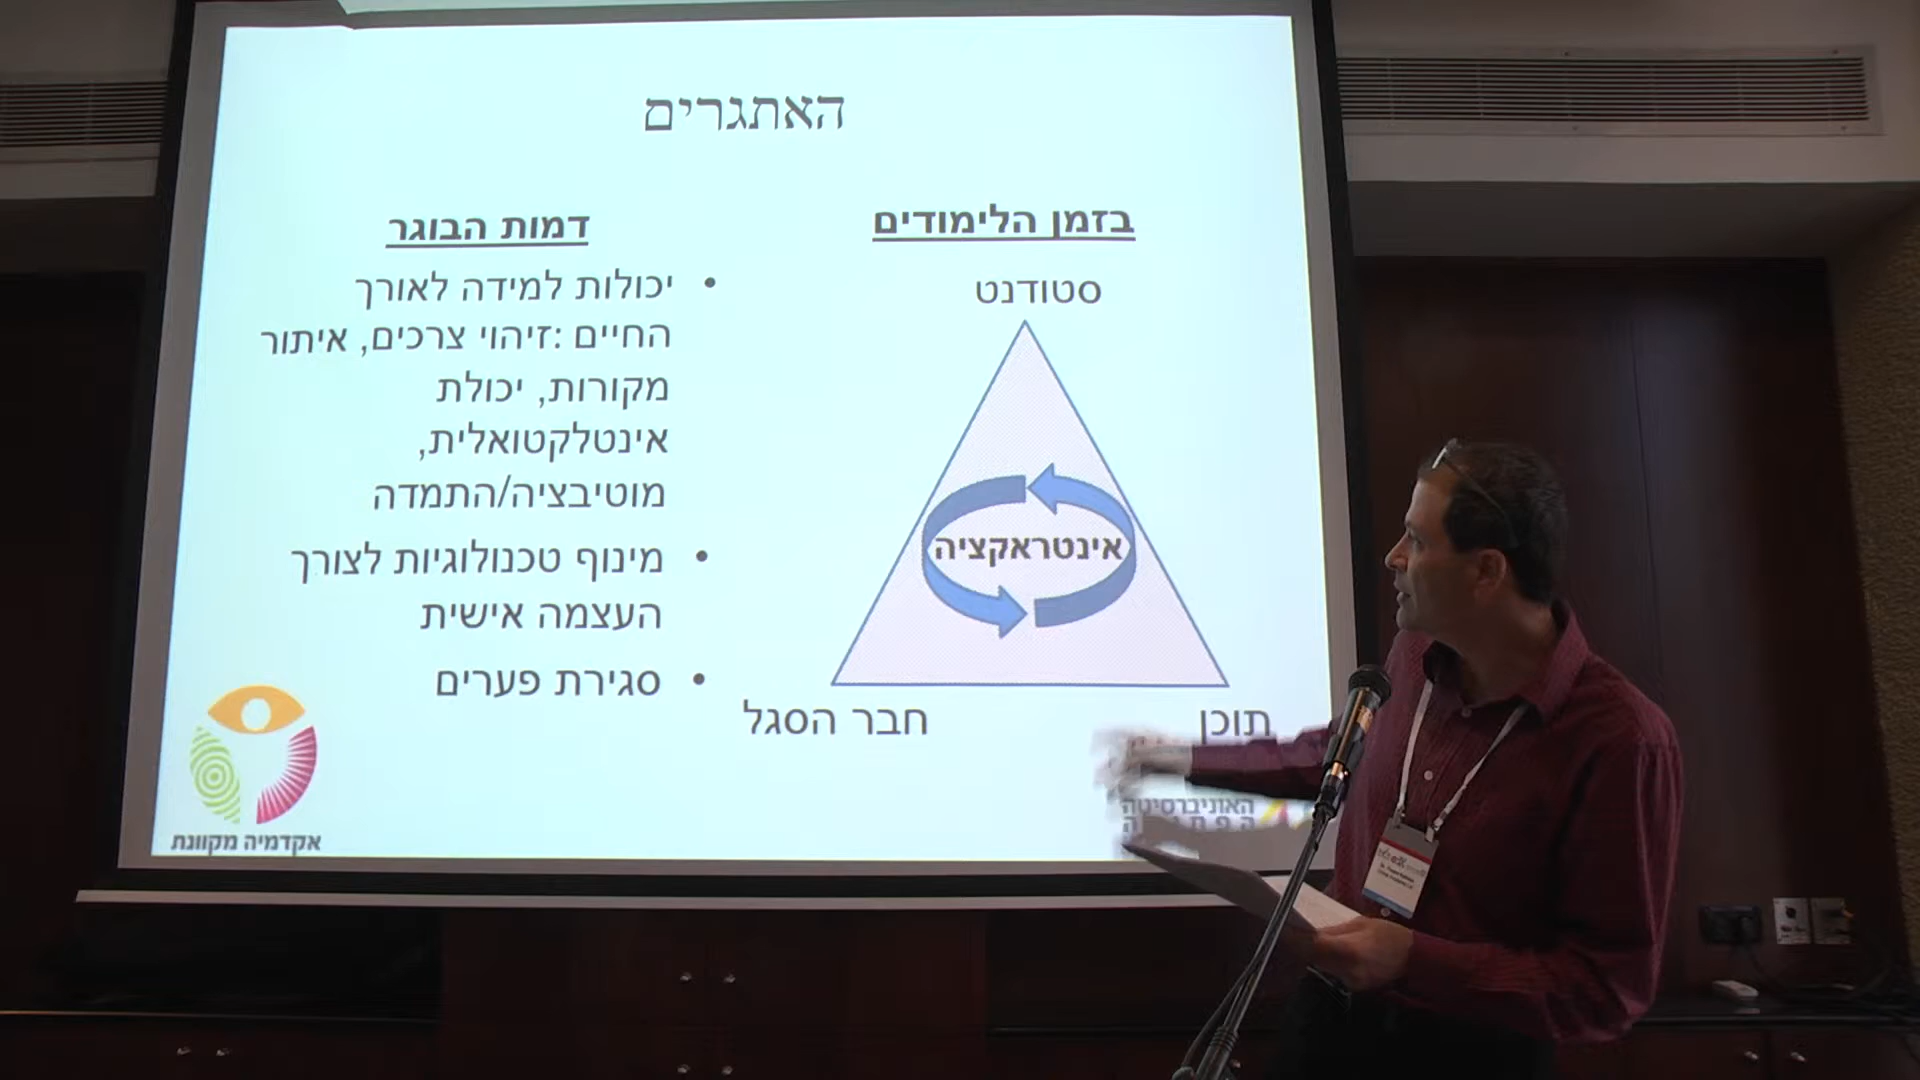 האתגרים
בזמן הלימודים
סטודנט
אינטראקציה
חבר הסגל
תוכן
דמות הבוגר
• יכולות למידה לאורך
החיים :זיהוי צרכים, איתור
מקורות, יכולת
אינטלקטואלית,
מוטיבציה/התמדה
• מינוף טכנולוגיות לצורך
העצמה אישית
• סגירת פערים
אקדמיה מקוונת
האוניברסיטה